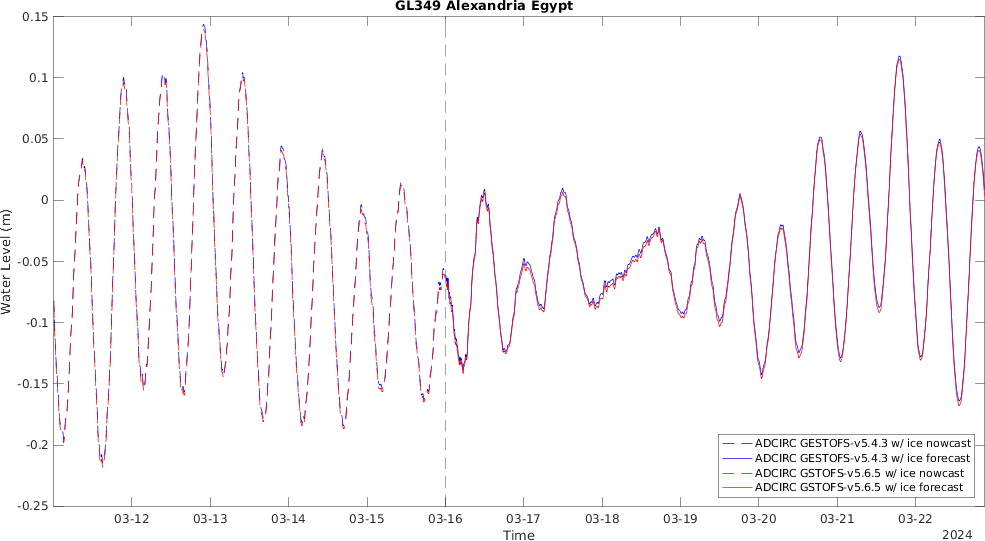 GL349 Alexandria Egypt
0.15
0.1
0.05
0
-0.05
-0.1
-0.15
-0.2
-0.25
Water Level (m)
ADCIRC GESTOFS-v5.4.3 w/ ice nowcast
ADCIRC GESTOFS-v5.4.3 w/ ice forecast
ADCIRC GSTOFS-v5.6.5 w/ ice nowcast
ADCIRC GSTOFS-v5.6.5 w/ ice forecast
03-12 03-13 03-14 03-15 03-16 03-17 03-18 03-19 03-20 03-21 03-22
Time
2024